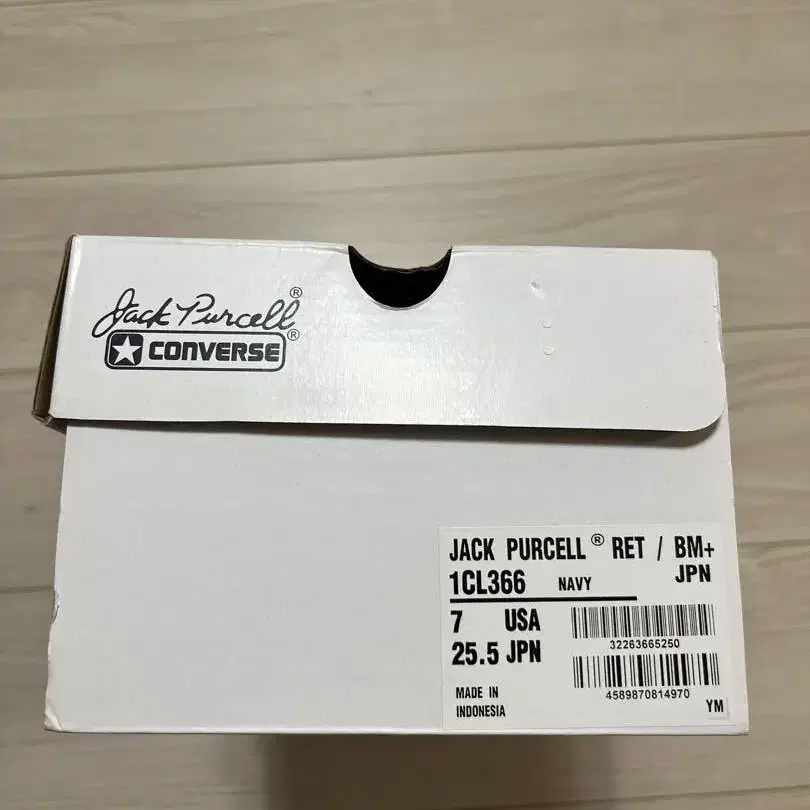 Jack Purcell®
CONVERSE®
JACK PURCELL® RET / BM+
1CL366 NAVY JPN
7 USA
32263665250
25.5 JPN
4589870814970
MADE IN
INDONESIA
YM